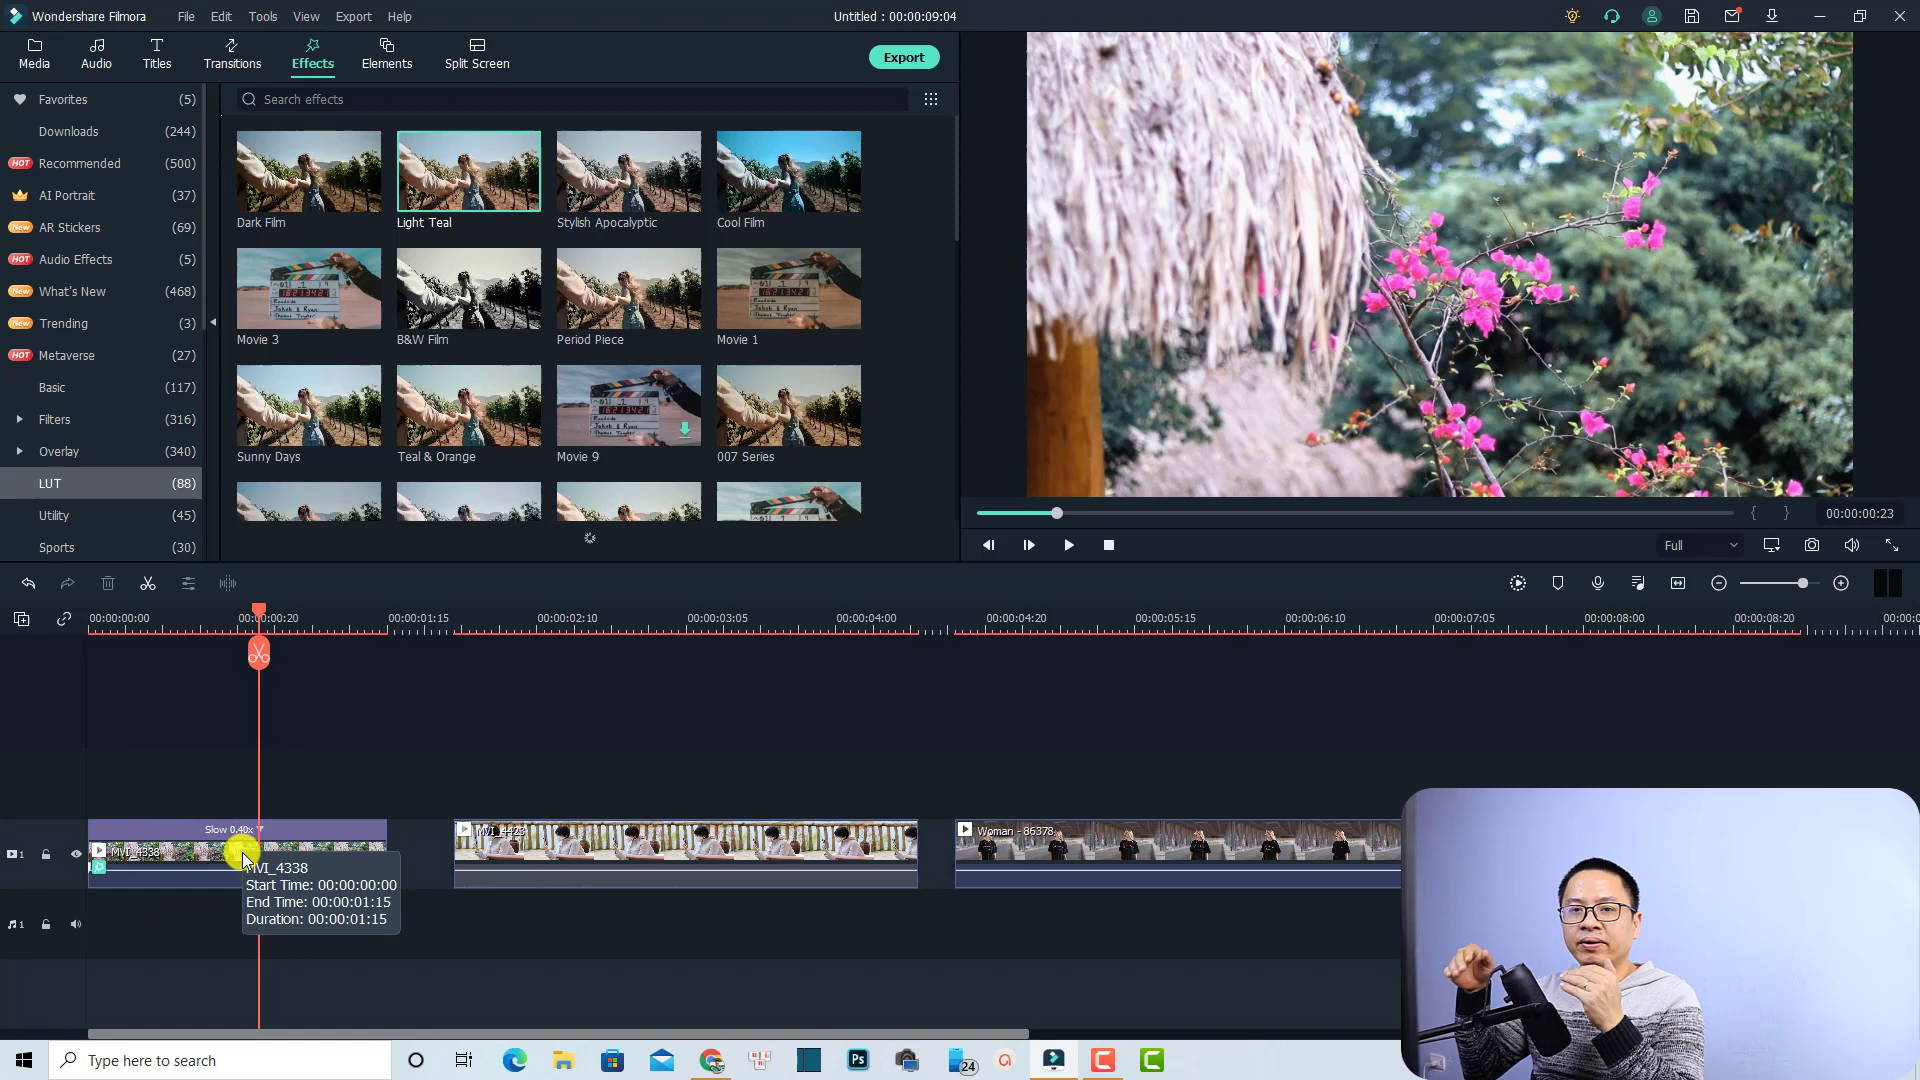 Wondershare Filmora File Edit Tools View Export Help Untitled : 00:00:09:04
Media Audio Titles Transitions Effects Elements Split Screen Export
Favorites (5)
Downloads (244)
HOT Recommended (500)
AI Portrait (37)
New AR Stickers (69)
HOT Audio Effects (5)
New What's New (468)
New Trending (3)
HOT Metaverse (27)
Basic (117)
Filters (316)
Overlay (340)
LUT (88)
Utility (45)
Sports (30)
Search effects
Dark Film Light Teal Stylish Apocalyptic Cool Film
Movie 3 B&W Film Period Piece Movie 1
Sunny Days Teal & Orange Movie 9 007 Series
00:00:00:23
Full
00:00:00:00 00:00:00:20 00:00:01:15 00:00:02:10 00:00:03:05 00:00:04:00 00:00:04:20 00:00:05:15 00:00:06:10 00:00:07:05 00:00:08:00 00:00:08:20
Slow 0.40x
MVI_4338 MVI_4423 Woman - 86378
MVI_4338
Start Time: 00:00:00:00
End Time: 00:00:01:15
Duration: 00:00:01:15
1
1
Type here to search
Ps
24